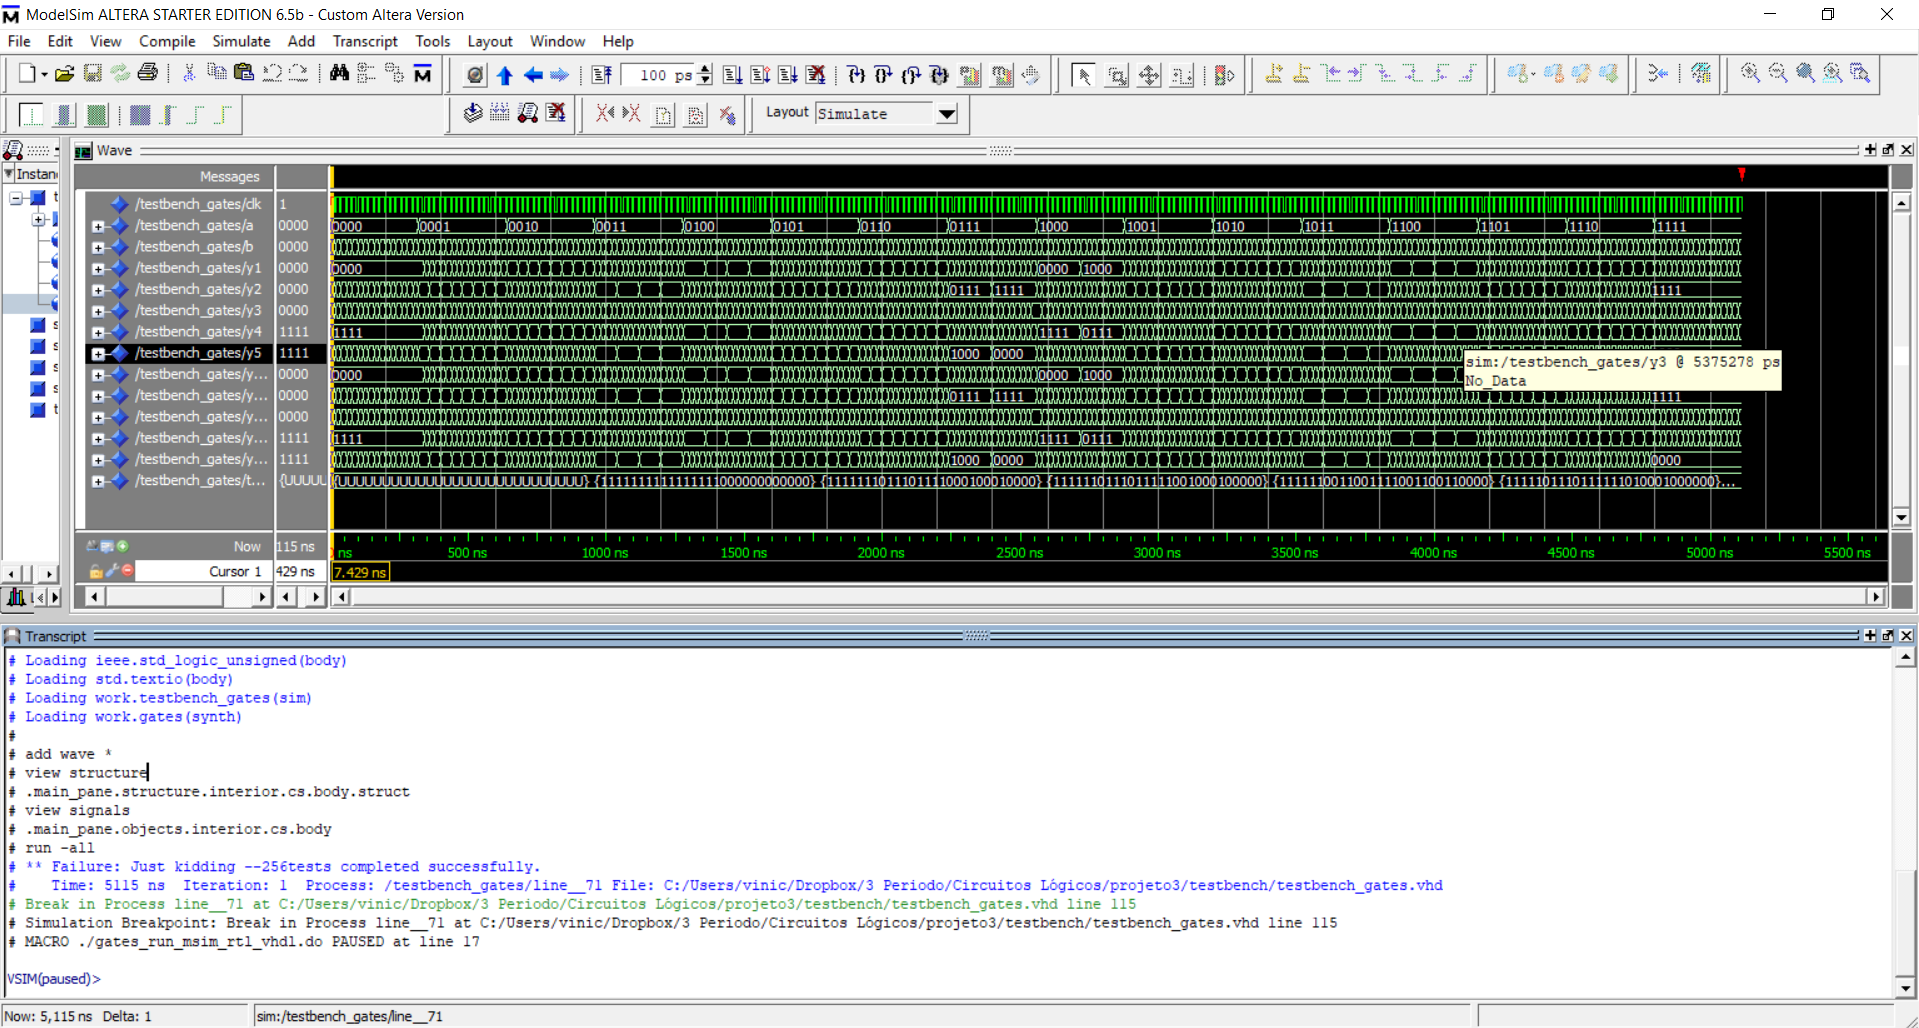 ModelSim ALTERA STARTER EDITION 6.5b - Custom Altera Version
File Edit View Compile Simulate Add Transcript Tools Layout Window Help
100 ps
Layout Simulate
Wave
Instan
Messages
/testbench_gates/clk 1
/testbench_gates/a 0000 0000 0001 0010 0011 0100 0101 0110 0111 1000 1001 1010 1011 1100 1101 1110 1111
/testbench_gates/b 0000
/testbench_gates/y1 0000 0000 0000 1000
/testbench_gates/y2 0000 0111 1111 1111
/testbench_gates/y3 0000
/testbench_gates/y4 1111 1111 1111 0111
/testbench_gates/y5 1111 1000 0000
/testbench_gates/y... 0000 0000 0000 1000
/testbench_gates/y... 0000 0111 1111 1111
/testbench_gates/y... 0000
/testbench_gates/y... 1111 1111 1111 0111
/testbench_gates/y... 1111 1000 0000 0000
/testbench_gates/t...
sim:/testbench_gates/y3 @ 5375278 ps
No_Data
Now 115 ns
ns 500 ns 1000 ns 1500 ns 2000 ns 2500 ns 3000 ns 3500 ns 4000 ns 4500 ns 5000 ns 5500 ns
Cursor 1 429 ns 7.429 ns
Transcript
# Loading ieee.std_logic_unsigned(body)
# Loading std.textio(body)
# Loading work.testbench_gates(sim)
# Loading work.gates(synth)
#
# add wave *
# view structure
# .main_pane.structure.interior.cs.body.struct
# view signals
# .main_pane.objects.interior.cs.body
# run -all
# ** Failure: Just kidding --256tests completed successfully.
# Time: 5115 ns Iteration: 1 Process: /testbench_gates/line__71 File: C:/Users/vinic/Dropbox/3 Periodo/Circuitos Lógicos/projeto3/testbench/testbench_gates.vhd
# Break in Process line__71 at C:/Users/vinic/Dropbox/3 Periodo/Circuitos Lógicos/projeto3/testbench/testbench_gates.vhd line 115
# Simulation Breakpoint: Break in Process line__71 at C:/Users/vinic/Dropbox/3 Periodo/Circuitos Lógicos/projeto3/testbench/testbench_gates.vhd line 115
# MACRO ./gates_run_msim_rtl_vhdl.do PAUSED at line 17
VSIM(paused)>
Now: 5,115 ns Delta: 1 sim:/testbench_gates/line__71